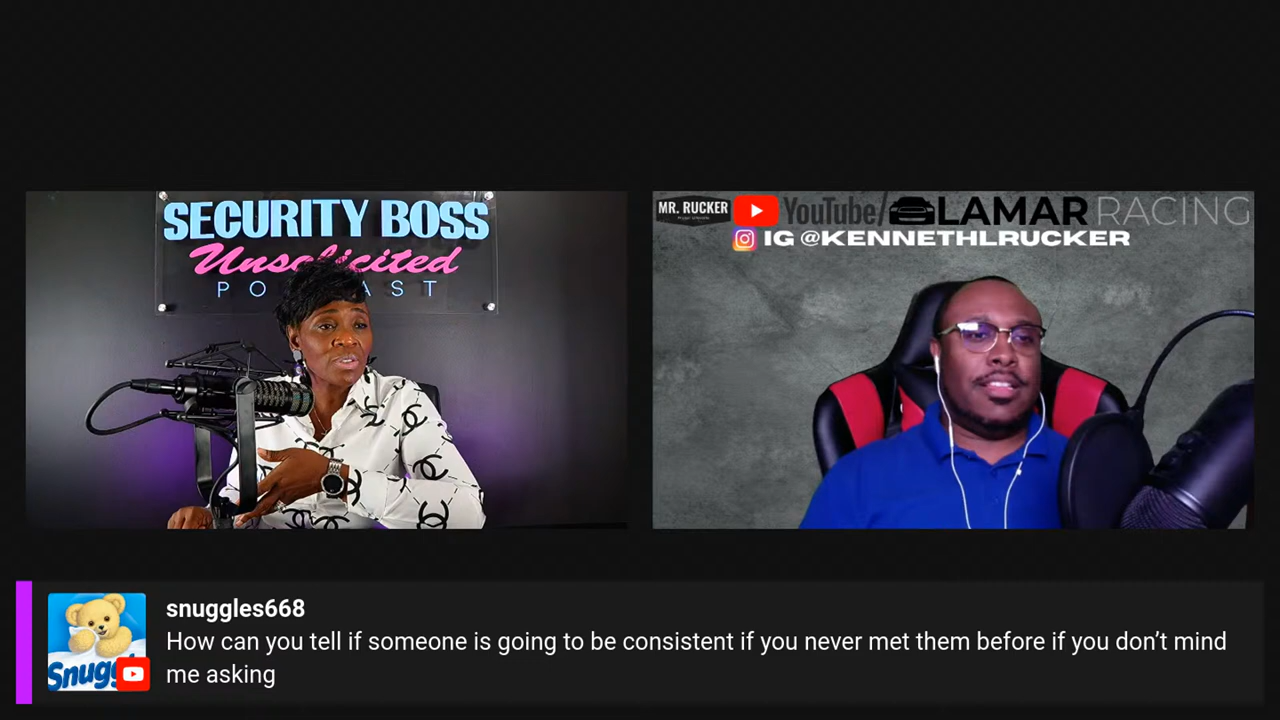 SECURITY BOSS
Unsolicited
PODCAST
MR. RUCKER
YouTube/LAMAR RACING
IG @KENNETHLRUCKER
Snugg
snuggles668
How can you tell if someone is going to be consistent if you never met them before if you don’t mind
me asking